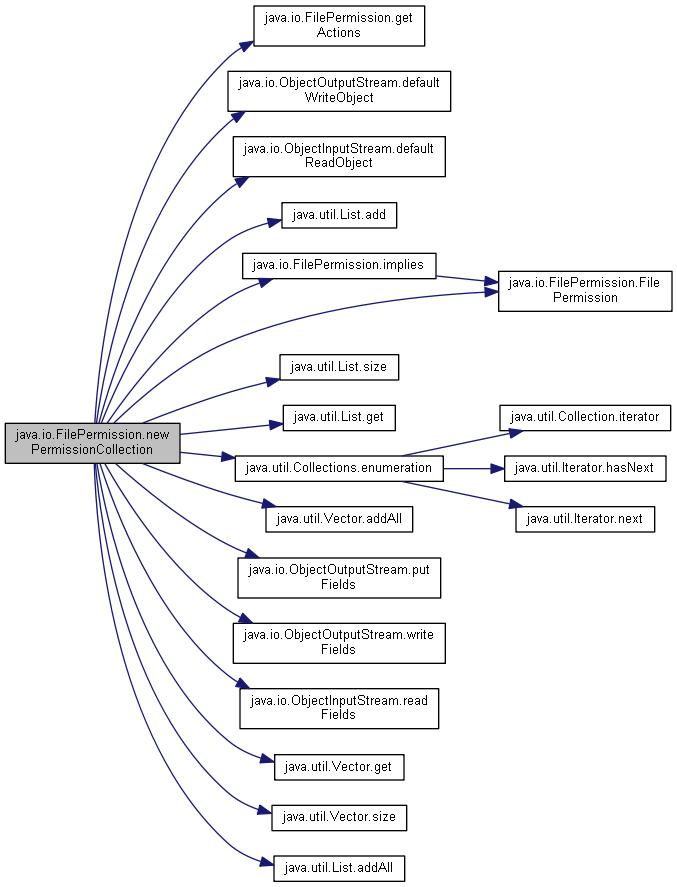 java.io.FilePermission.get
Actions
java.io.ObjectOutputStream.default
WriteObject
java.io.ObjectInputStream.default
ReadObject
java.util.List.add
java.io.FilePermission.implies
java.io.FilePermission.File
Permission
java.util.List.size
java.util.List.get
java.io.FilePermission.new
PermissionCollection
java.util.Collections.enumeration
java.util.Collection.iterator
java.util.Iterator.hasNext
java.util.Iterator.next
java.util.Vector.addAll
java.io.ObjectOutputStream.put
Fields
java.io.ObjectOutputStream.write
Fields
java.io.ObjectInputStream.read
Fields
java.util.Vector.get
java.util.Vector.size
java.util.List.addAll